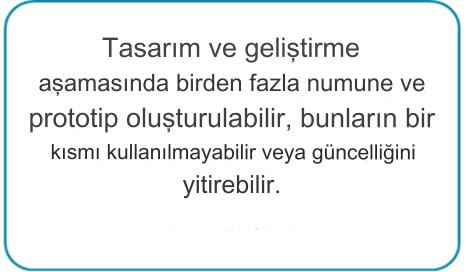 Tasarım ve geliştirme
aşamasında birden fazla numune ve
prototip oluşturulabilir, bunların bir
kısmı kullanılmayabilir veya güncelliğini
yitirebilir.